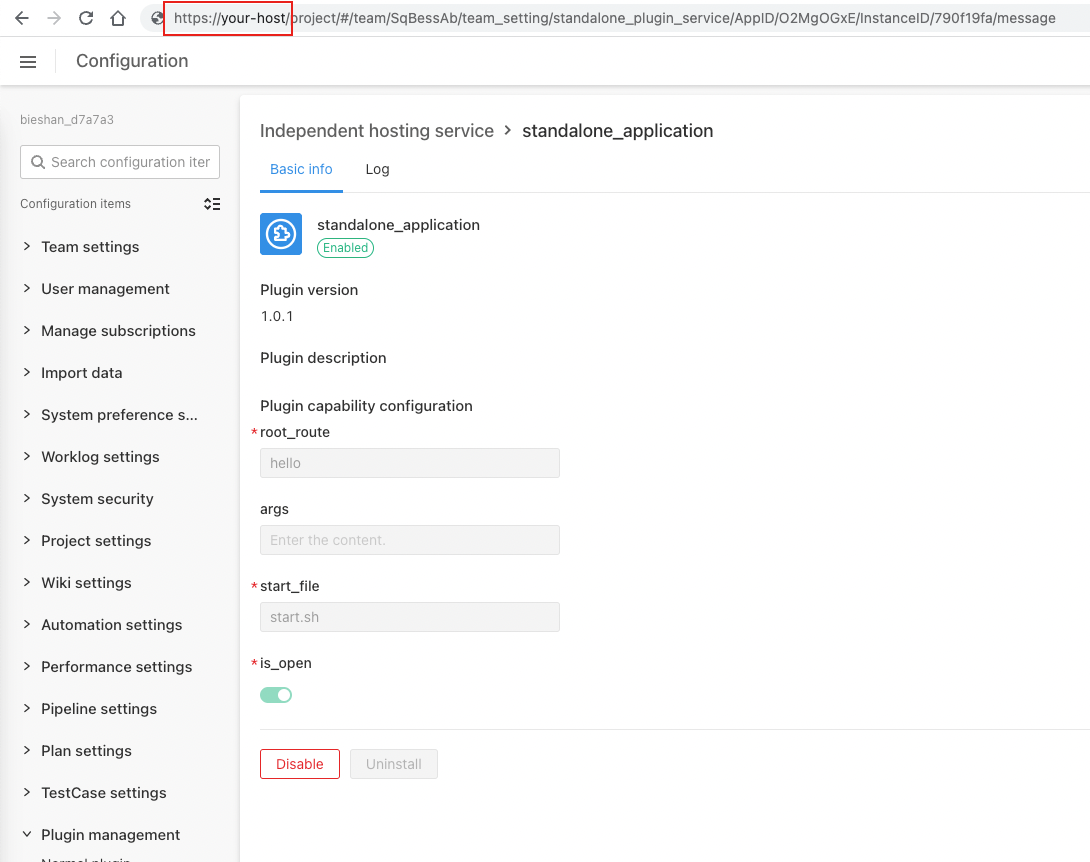 https://your-host/project/#/team/SqBessAb/team_setting/standalone_plugin_service/AppID/O2MgOGxE/InstanceID/790f19fa/message
Configuration
bieshan_d7a7a3
Search configuration iter
Configuration items
Team settings
User management
Manage subscriptions
Import data
System preference s...
Worklog settings
System security
Project settings
Wiki settings
Automation settings
Performance settings
Pipeline settings
Plan settings
TestCase settings
Plugin management
Normal plugin
Independent hosting service > standalone_application
Basic info Log
standalone_application
Enabled
Plugin version
1.0.1
Plugin description
Plugin capability configuration
* root_route
hello
args
Enter the content.
* start_file
start.sh
* is_open
Disable Uninstall